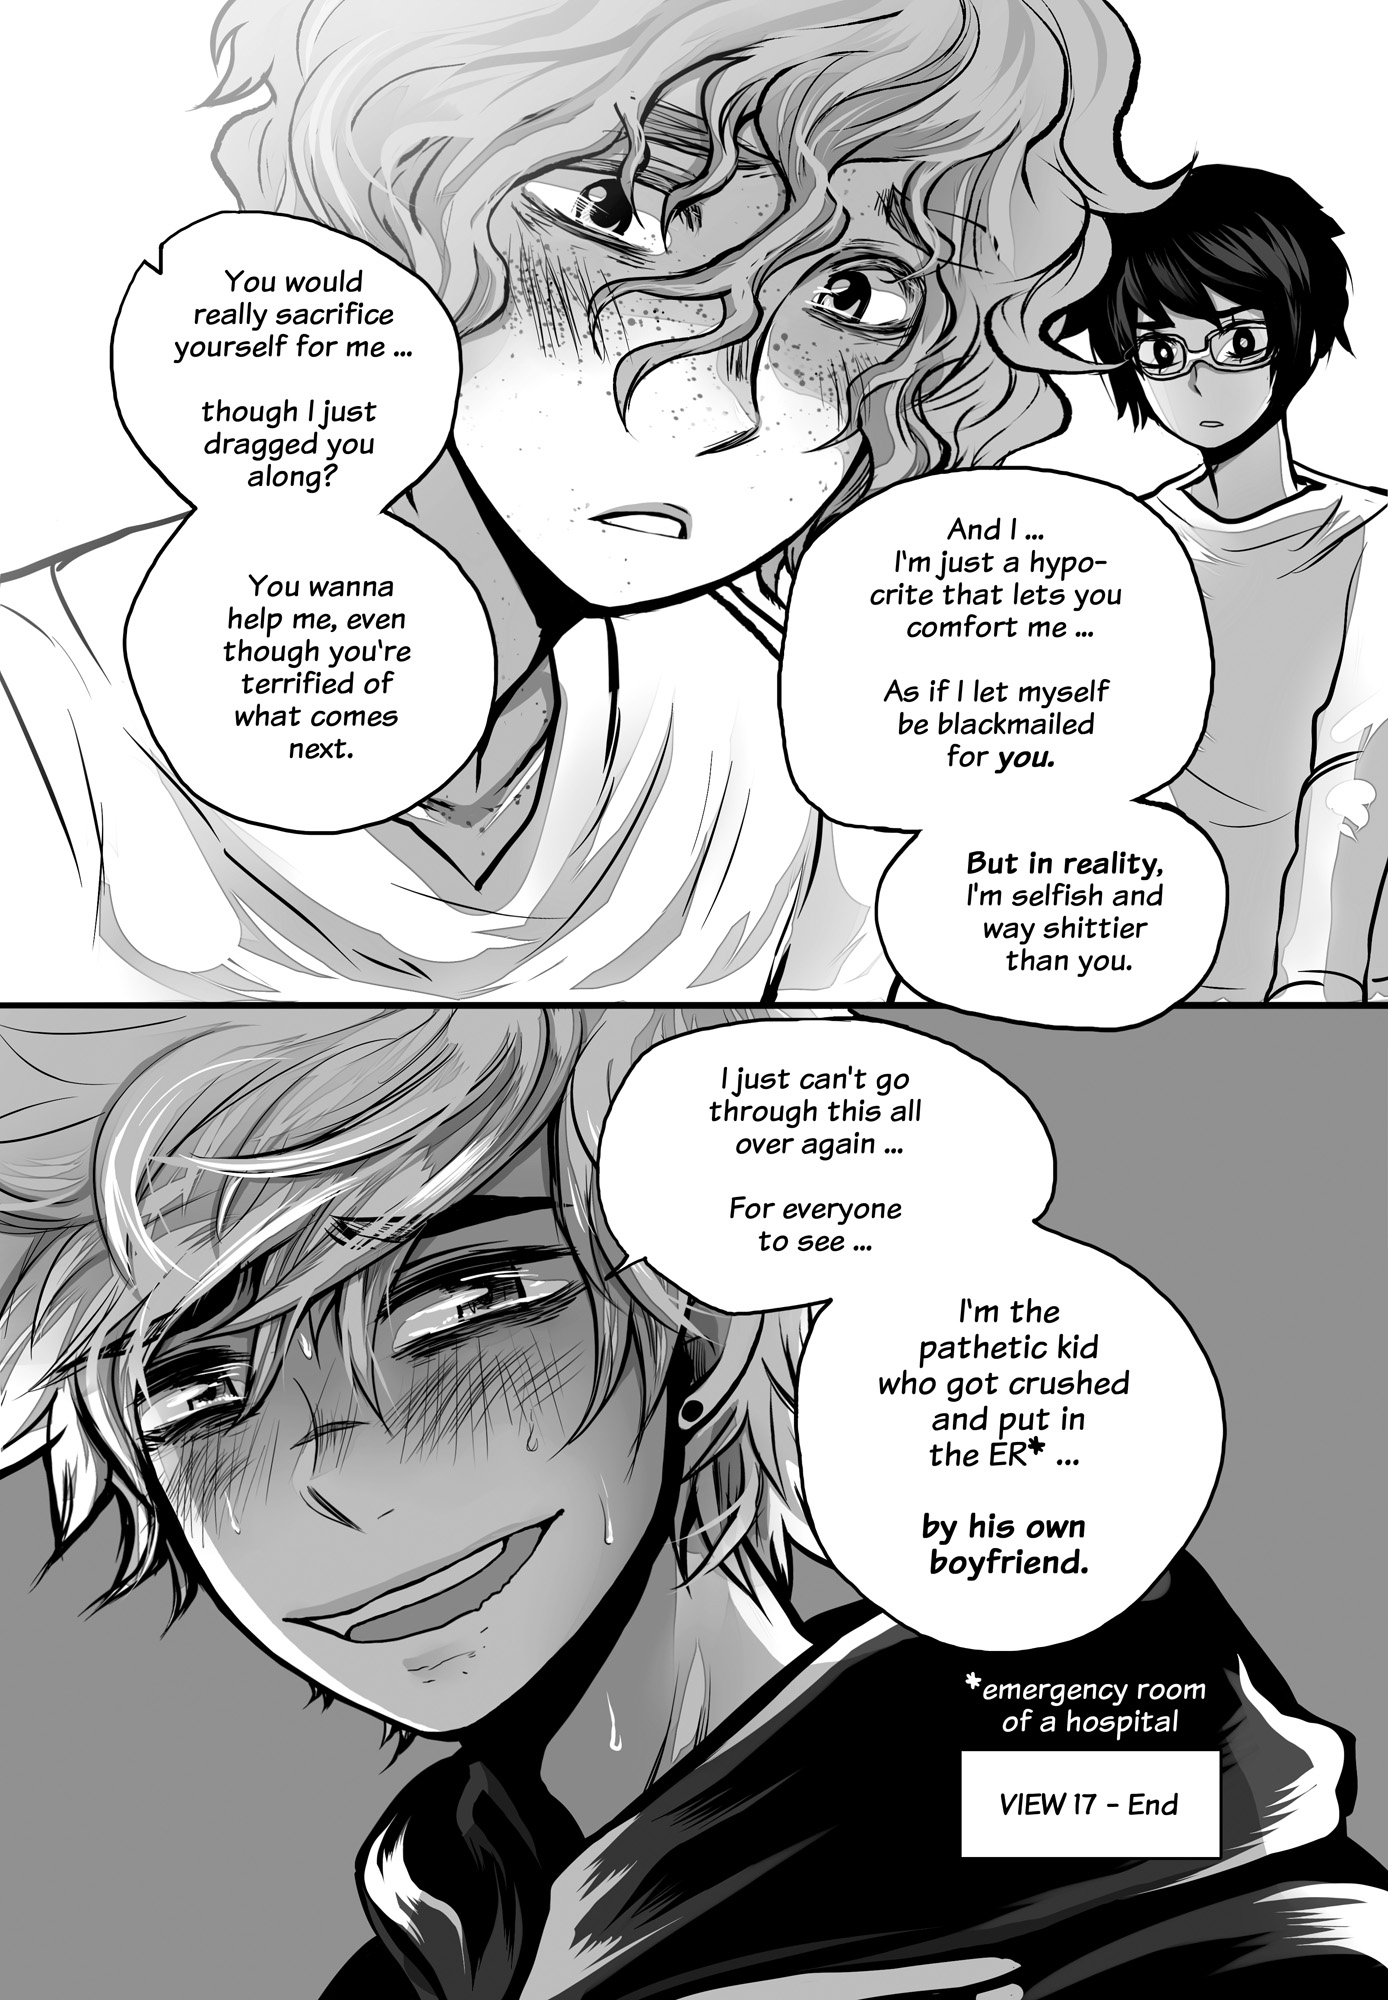 You would
really sacrifice
yourself for me ...
though I just
dragged you
along?
You wanna
help me, even
though you're
terrified of
what comes
next.
And I ...
I'm just a hypo-
crite that lets you
comfort me ...
As if I let myself
be blackmailed
for you.
But in reality,
I'm selfish and
way shittier
than you.
I just can't go
through this all
over again ...
For everyone
to see ...
I'm the
pathetic kid
who got crushed
and put in
the ER* ...
by his own
boyfriend.
*emergency room
of a hospital
VIEW 17 - End